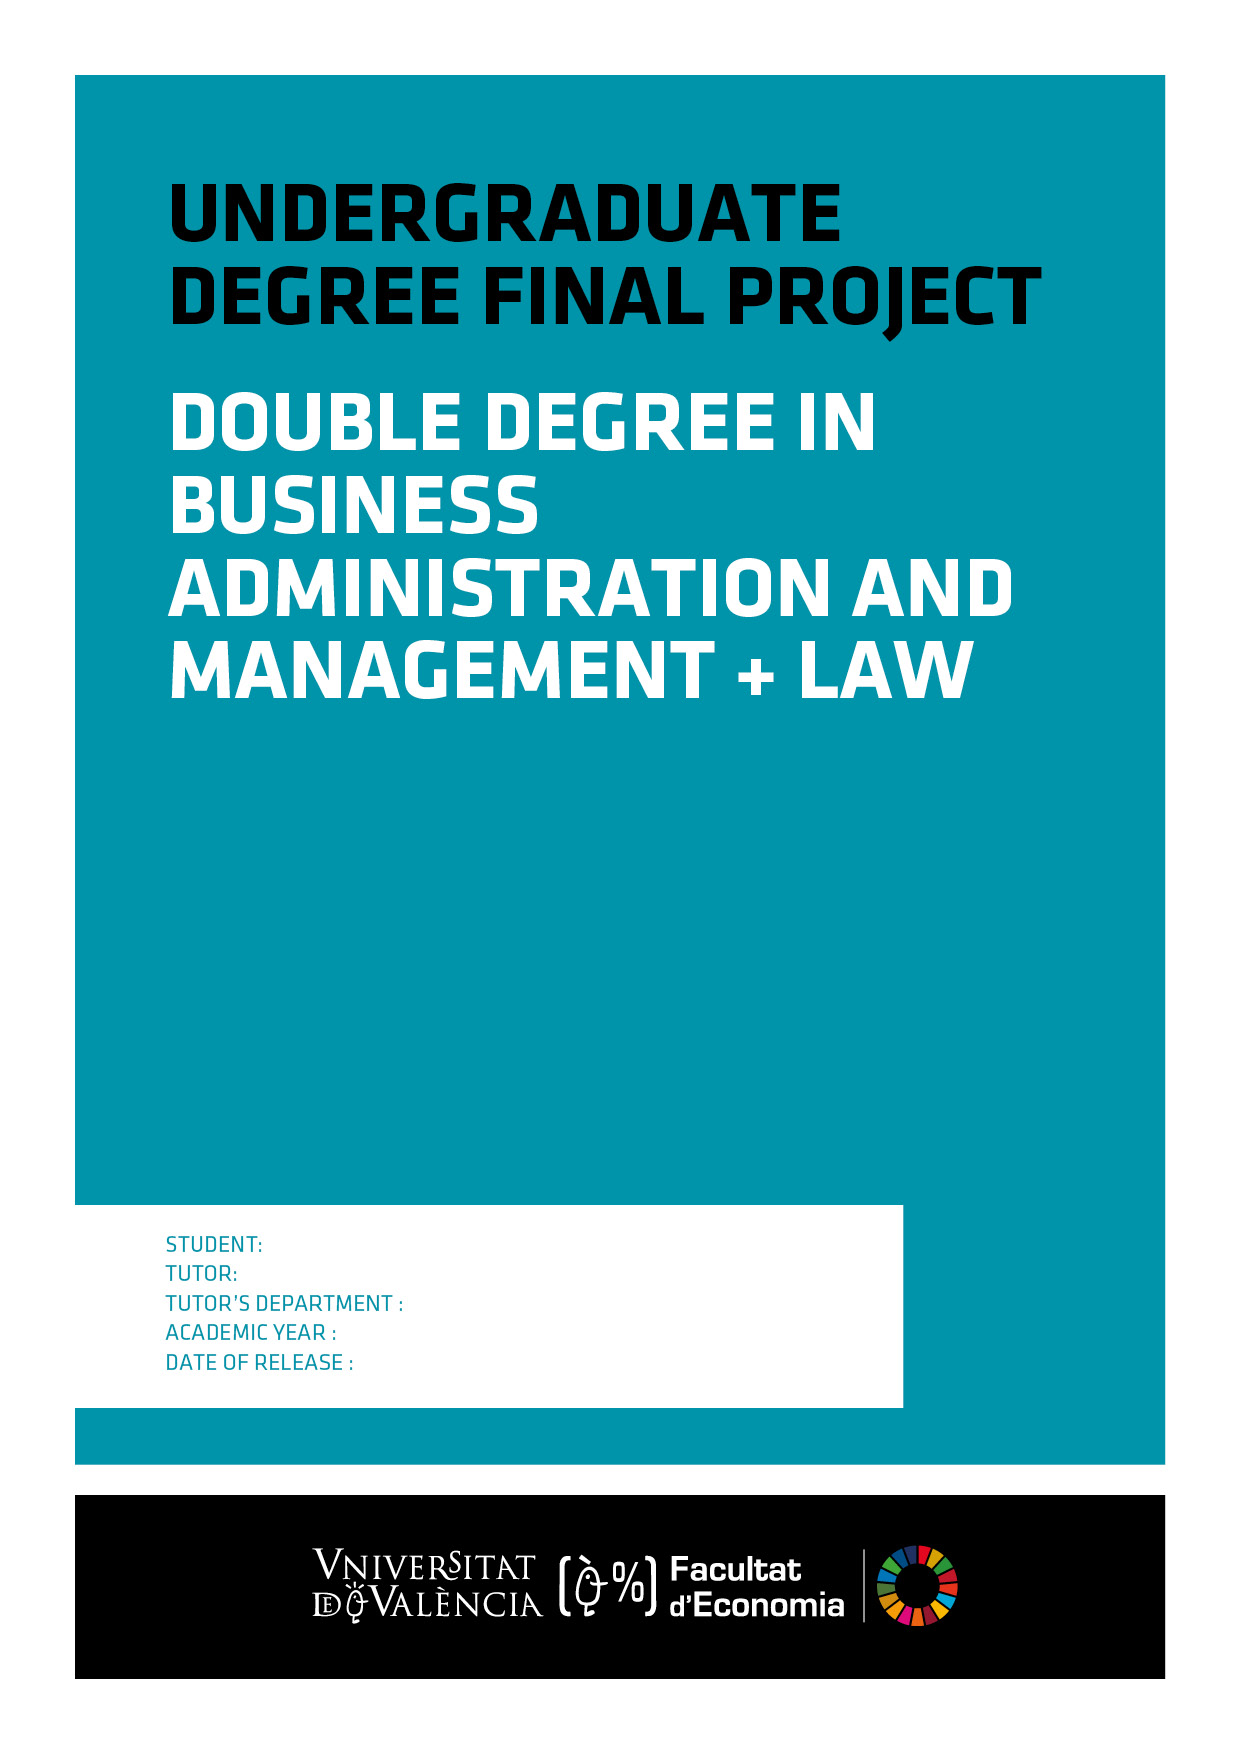 UNDERGRADUATE
DEGREE FINAL PROJECT
DOUBLE DEGREE IN
BUSINESS
ADMINISTRATION AND
MANAGEMENT + LAW
STUDENT:
TUTOR:
TUTOR’S DEPARTMENT :
ACADEMIC YEAR :
DATE OF RELEASE :
VNIVERSITAT
DE VALÈNCIA
[%]
Facultat
d’Economia